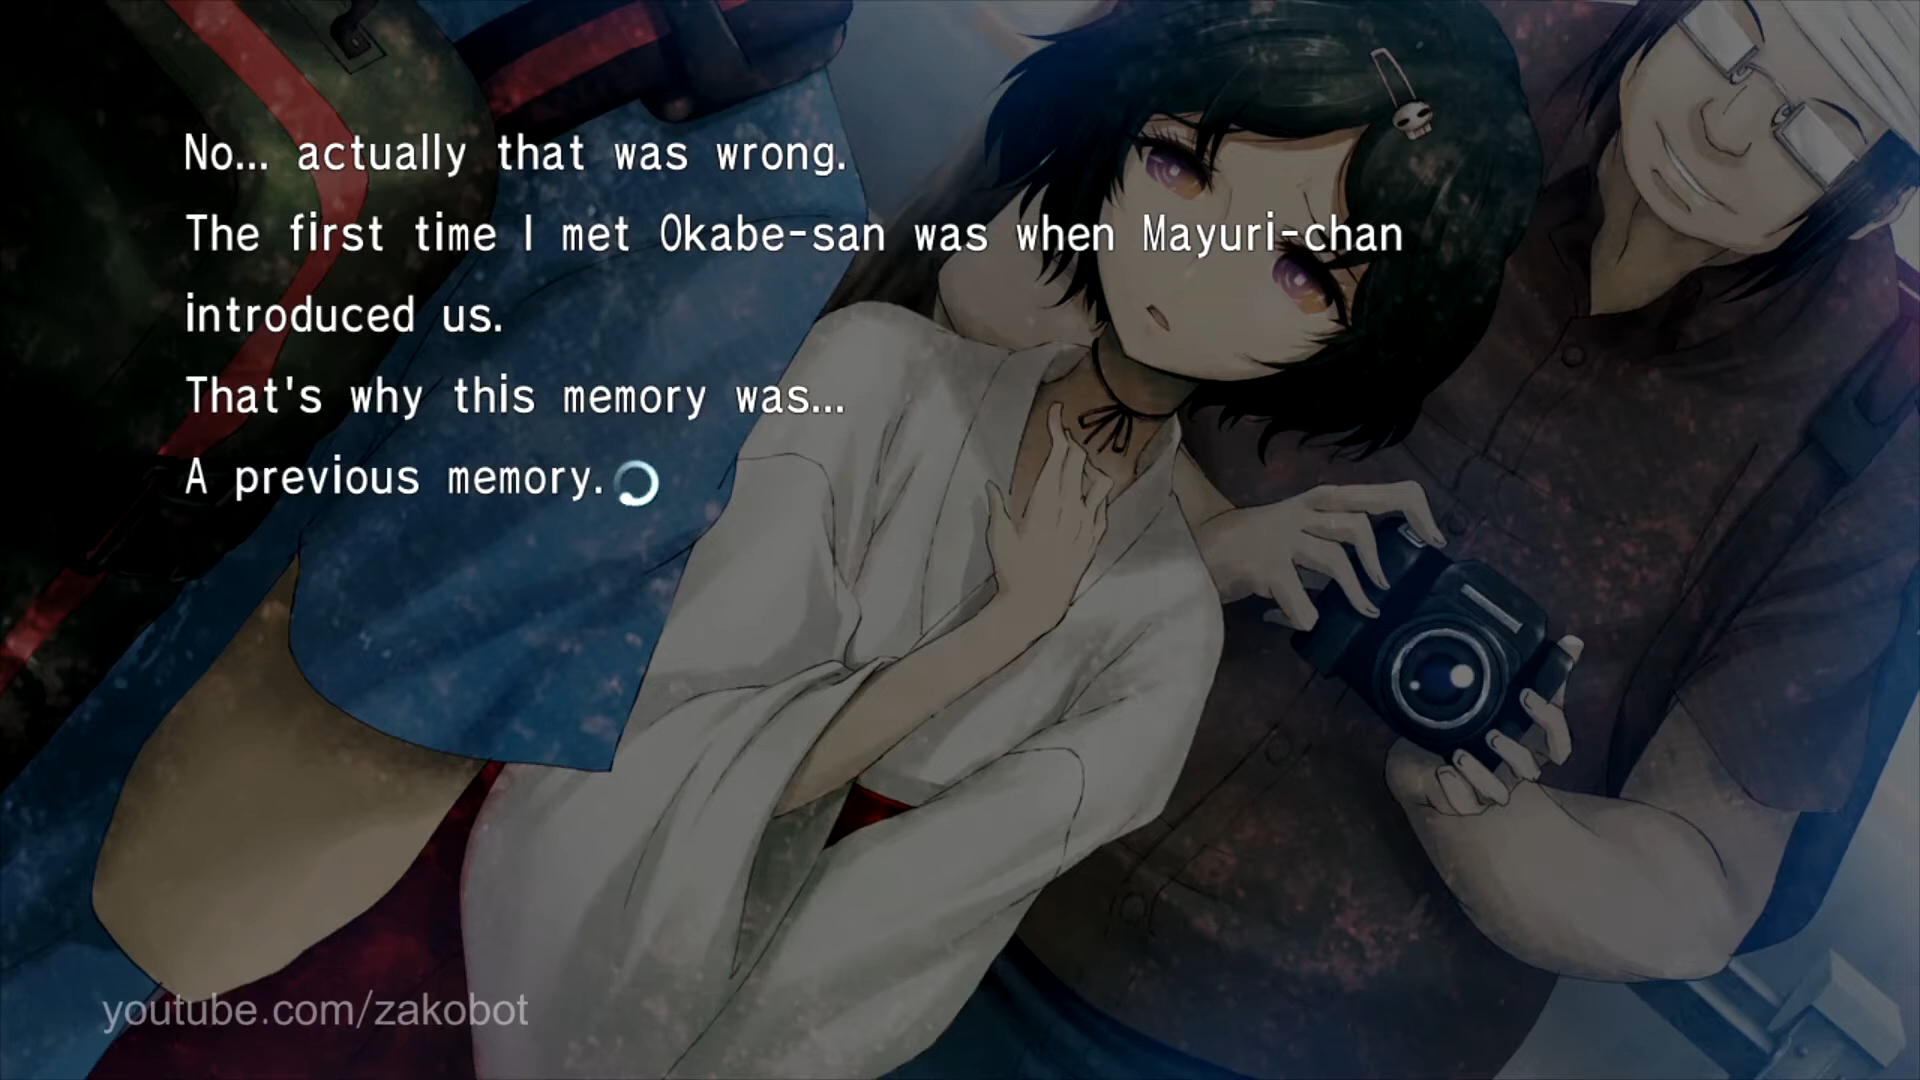 No... actually that was wrong.
The first time I met Okabe-san was when Mayuri-chan
introduced us.
That's why this memory was...
A previous memory.
youtube.com/zakobot